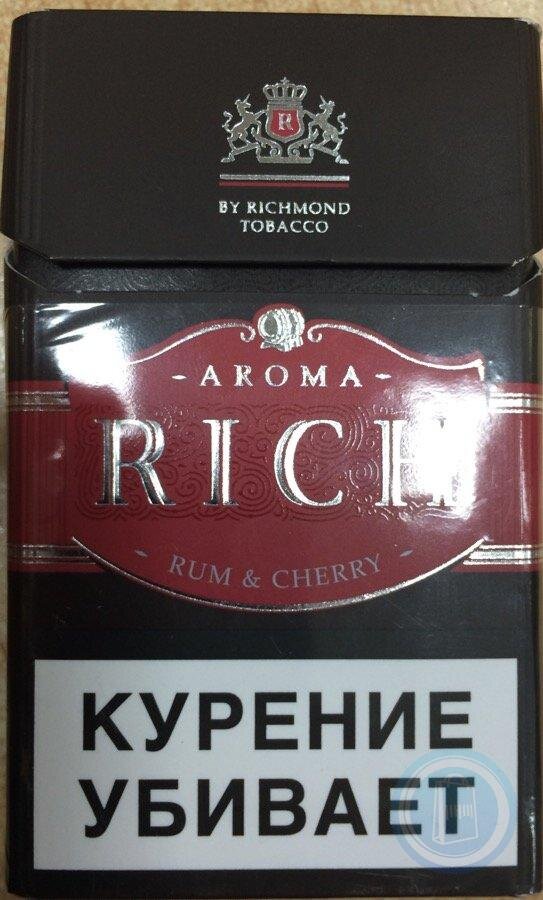 R
BY RICHMOND
TOBACCO
- AROMA -
RICH
- RUM & CHERRY -
КУРЕНИЕ
УБИВАЕТ